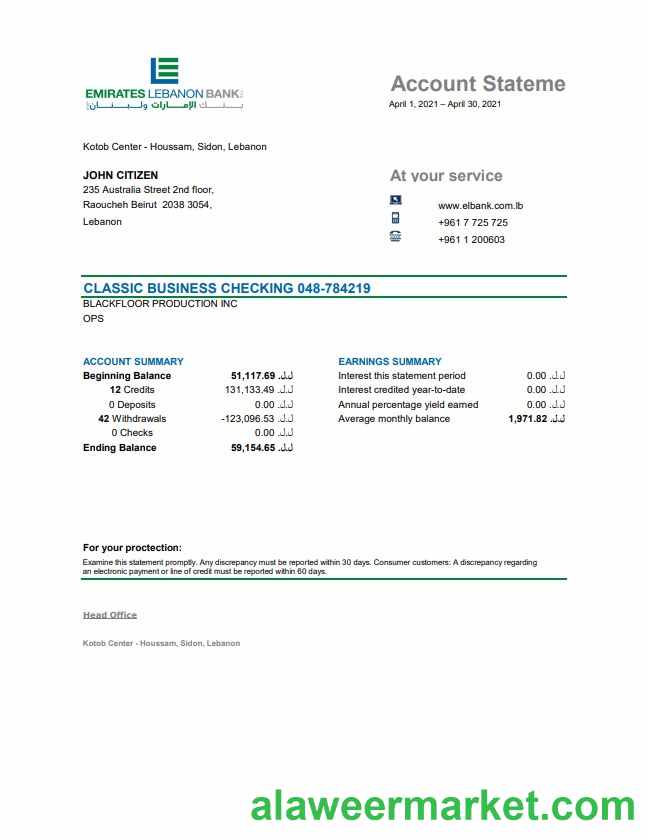 EMIRATES LEBANON BANK
بنك الإمارات ولبنان
Account Stateme
April 1, 2021 – April 30, 2021
Kotob Center - Houssam, Sidon, Lebanon
JOHN CITIZEN
235 Australia Street 2nd floor,
Raoucheh Beirut 2038 3054,
Lebanon
At your service
www.elbank.com.lb
+961 7 725 725
+961 1 200603
CLASSIC BUSINESS CHECKING 048-784219
BLACKFLOOR PRODUCTION INC
OPS
ACCOUNT SUMMARY
Beginning Balance 51,117.69 ل.ل.
12 Credits 131,133.49 ل.ل.
0 Deposits 0.00 ل.ل.
42 Withdrawals -123,096.53 ل.ل.
0 Checks 0.00 ل.ل.
Ending Balance 59,154.65 ل.ل.
EARNINGS SUMMARY
Interest this statement period 0.00 ل.ل.
Interest credited year-to-date 0.00 ل.ل.
Annual percentage yield earned 0.00 ل.ل.
Average monthly balance 1,971.82 ل.ل.
For your proctection:
Examine this statement promptly. Any discrepancy must be reported within 30 days. Consumer customers: A discrepancy regarding
an electronic payment or line of credit must be reported within 60 days.
Head Office
Kotob Center - Houssam, Sidon, Lebanon
alaweermarket.com